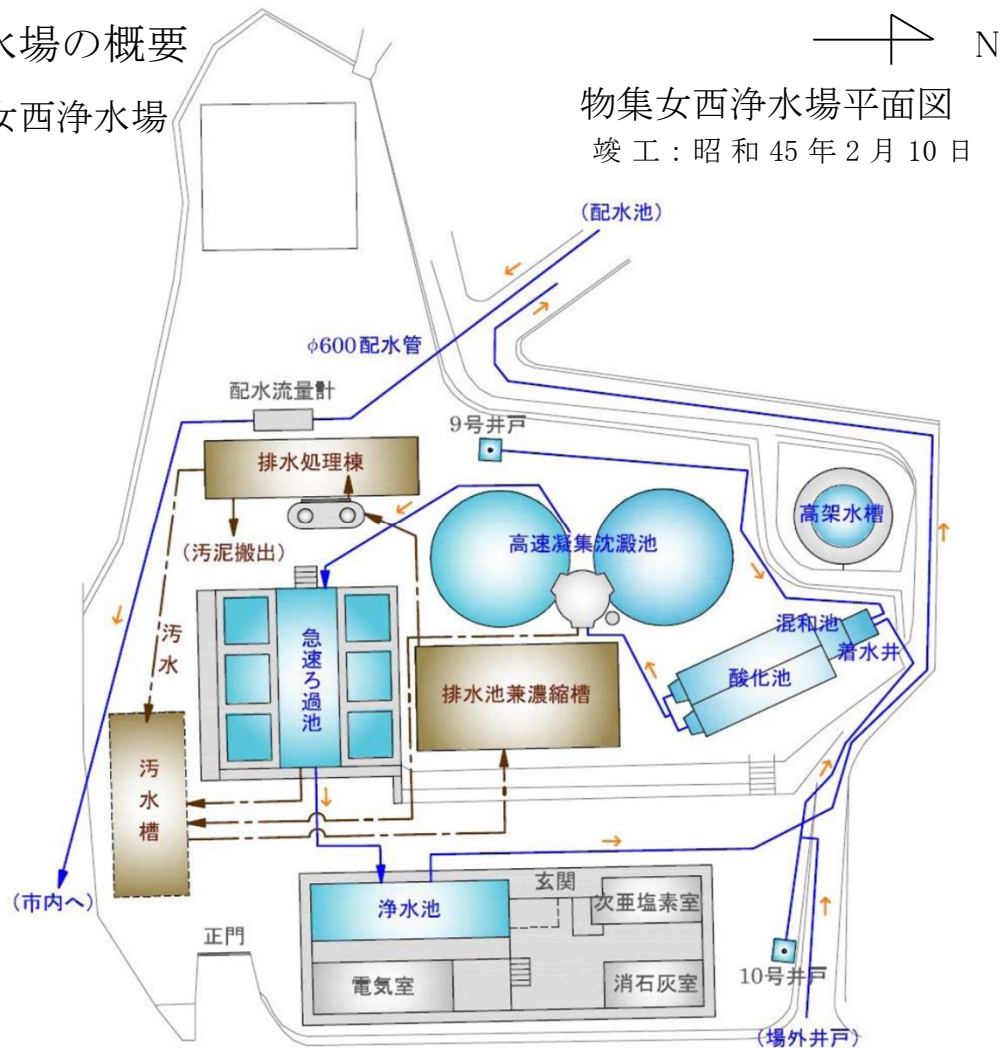 水場の概要
女西浄水場
N
物集女西浄水場平面図
竣工：昭和45年2月10日
(配水池)
φ600配水管
配水流量計
9号井戸
排水処理棟
高架水槽
(汚泥搬出)
高速凝集沈澱池
混和池
着水井
酸化池
汚水
急速ろ過池
排水池兼濃縮槽
汚水槽
(市内へ)
浄水池
玄関
次亜塩素室
正門
電気室
消石灰室
10号井戸
(場外井戸)